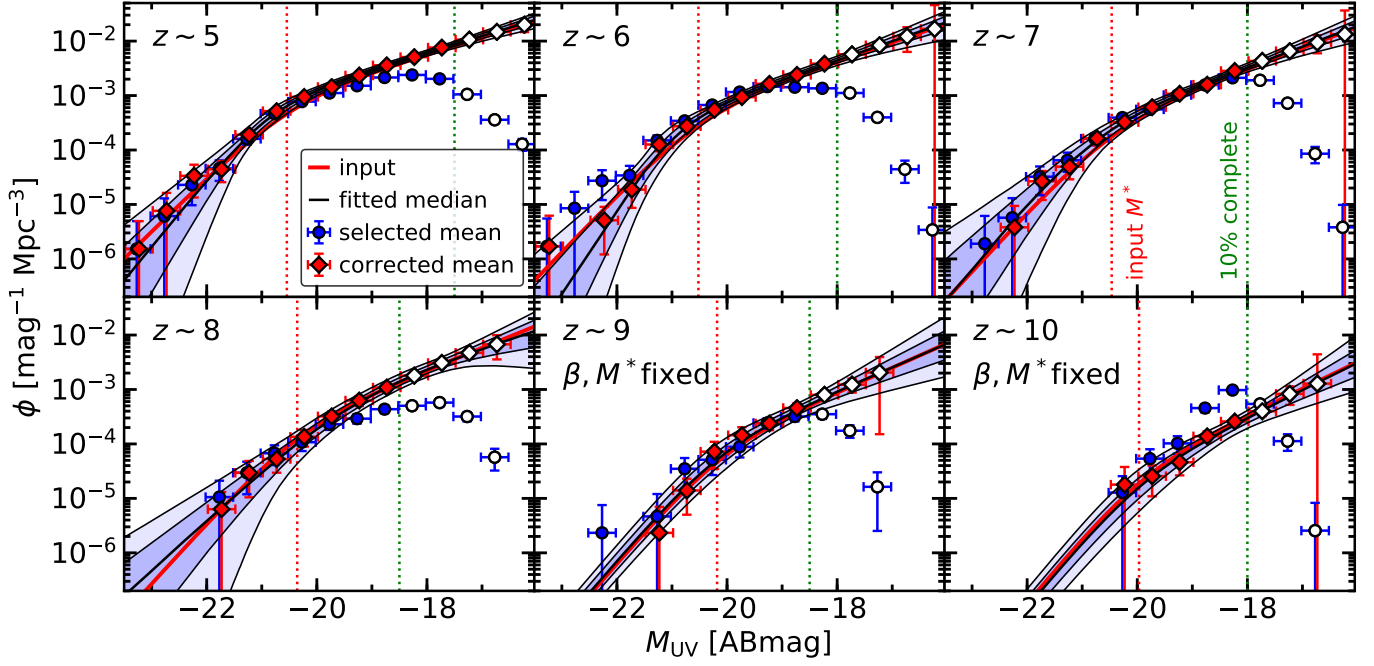 z ~ 5
z ~ 6
z ~ 7
10⁻²
10⁻³
10⁻⁴
10⁻⁵
10⁻⁶
input
fitted median
selected mean
corrected mean
input M*
10% complete
z ~ 8
z ~ 9
β, M* fixed
z ~ 10
β, M* fixed
10⁻²
10⁻³
10⁻⁴
10⁻⁵
10⁻⁶
ϕ [mag⁻¹ Mpc⁻³]
−22 −20 −18
−22 −20 −18
−22 −20 −18
M_UV [ABmag]